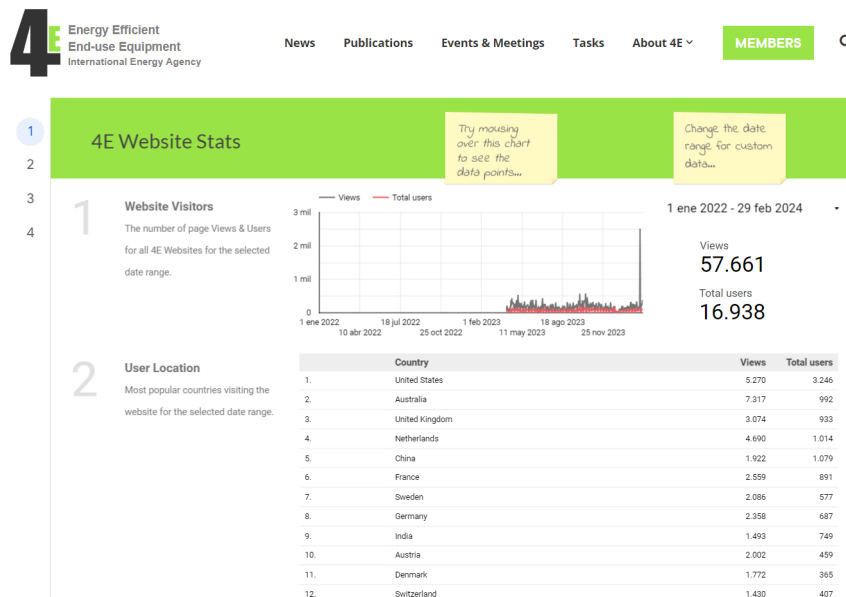 4E
Energy Efficient
End-use Equipment
International Energy Agency
News
Publications
Events & Meetings
Tasks
About 4E
MEMBERS
1
2
3
4
4E Website Stats
Try mousing
over this chart
to see the
data points...
Change the date
range for custom
data...
1
Website Visitors
The number of page Views & Users
for all 4E Websites for the selected
date range.
Views
Total users
3 mil
2 mil
1 mil
0
1 ene 2022
18 jul 2022
1 feb 2023
18 ago 2023
10 abr 2022
25 oct 2022
11 may 2023
25 nov 2023
1 ene 2022 - 29 feb 2024
Views
57.661
Total users
16.938
2
User Location
Most popular countries visiting the
website for the selected date range.
Country Views Total users
1. United States 5.270 3.246
2. Australia 7.317 992
3. United Kingdom 3.074 933
4. Netherlands 4.690 1.014
5. China 1.922 1.079
6. France 2.559 891
7. Sweden 2.086 577
8. Germany 2.358 687
9. India 1.493 749
10. Austria 2.002 459
11. Denmark 1.772 365
12. Switzerland 1.430 407